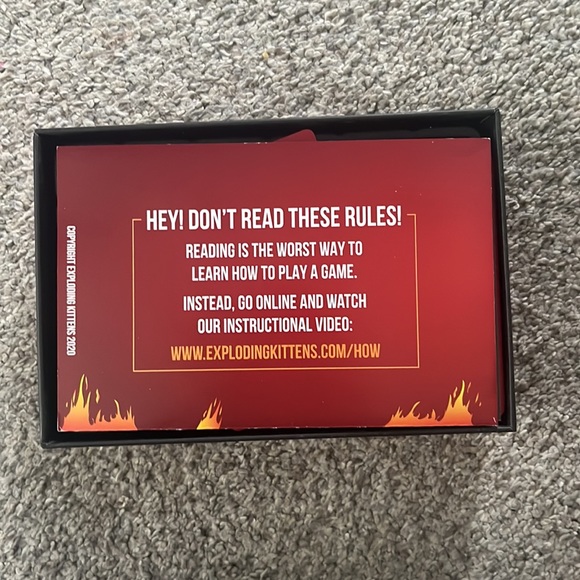 HEY! DON'T READ THESE RULES!
READING IS THE WORST WAY TO
LEARN HOW TO PLAY A GAME.
INSTEAD, GO ONLINE AND WATCH
OUR INSTRUCTIONAL VIDEO:
WWW.EXPLODINGKITTENS.COM/HOW
COPYRIGHT EXPLODING KITTENS 2020